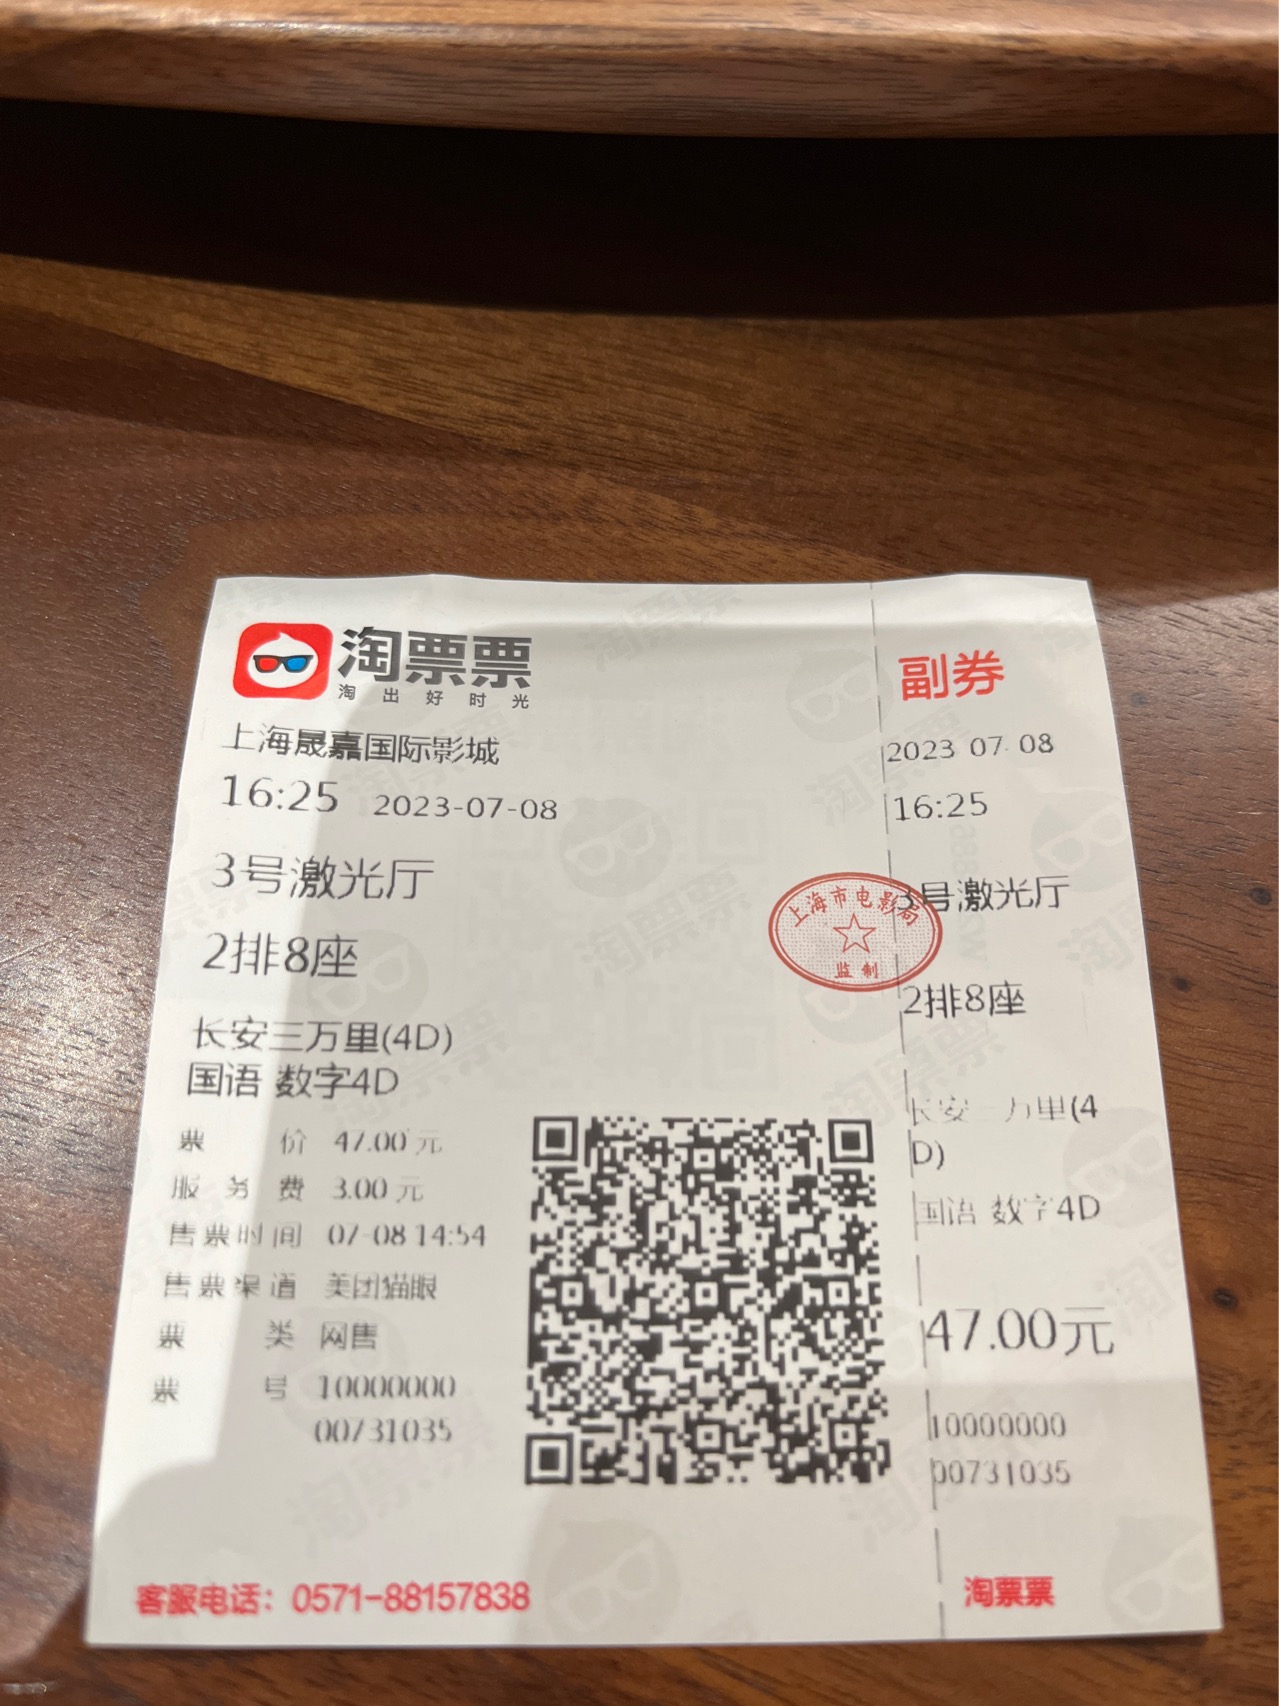 淘票票
淘出好时光
上海晟嘉国际影城
16:25 2023-07-08
3号激光厅
2排8座
长安三万里(4D)
国语 数字4D
票价 47.00元
服务费 3.00元
售票时间 07-08 14:54
售票渠道 美团猫眼
票类 网售
票号 10000000
00731035
客服电话：0571-88157838
上海市电影局
监制
副券
2023 07 08
16:25
3号激光厅
2排8座
长安三万里(4
D)
国语 数字4D
47.00元
10000000
00731035
淘票票